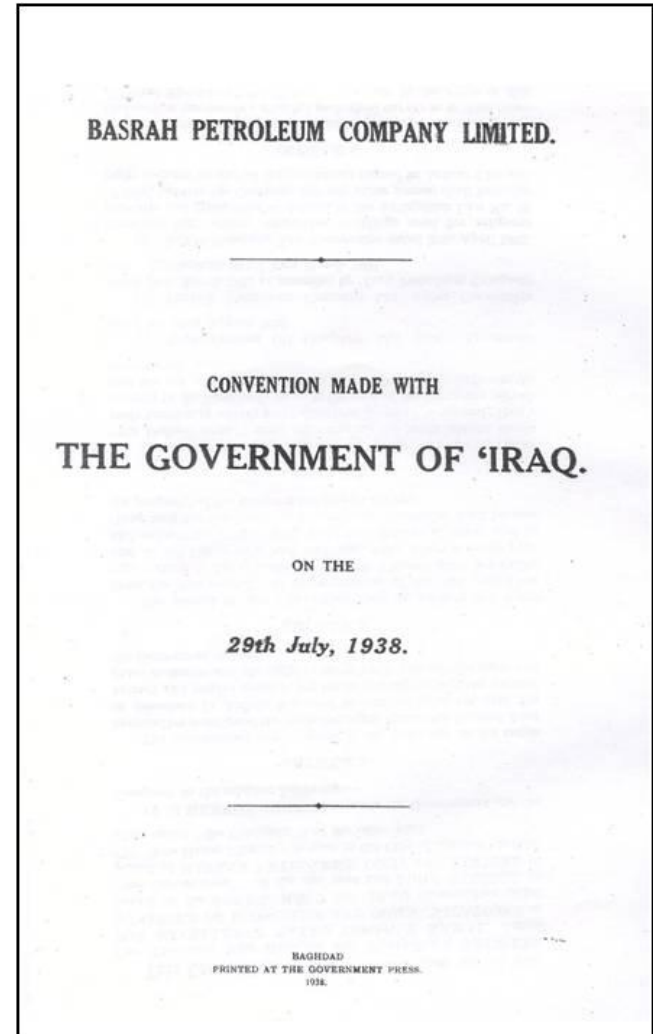 BASRAH PETROLEUM COMPANY LIMITED.
CONVENTION MADE WITH
THE GOVERNMENT OF ‘IRAQ.
ON THE
29th July, 1938.
BAGHDAD
PRINTED AT THE GOVERNMENT PRESS.
1938.